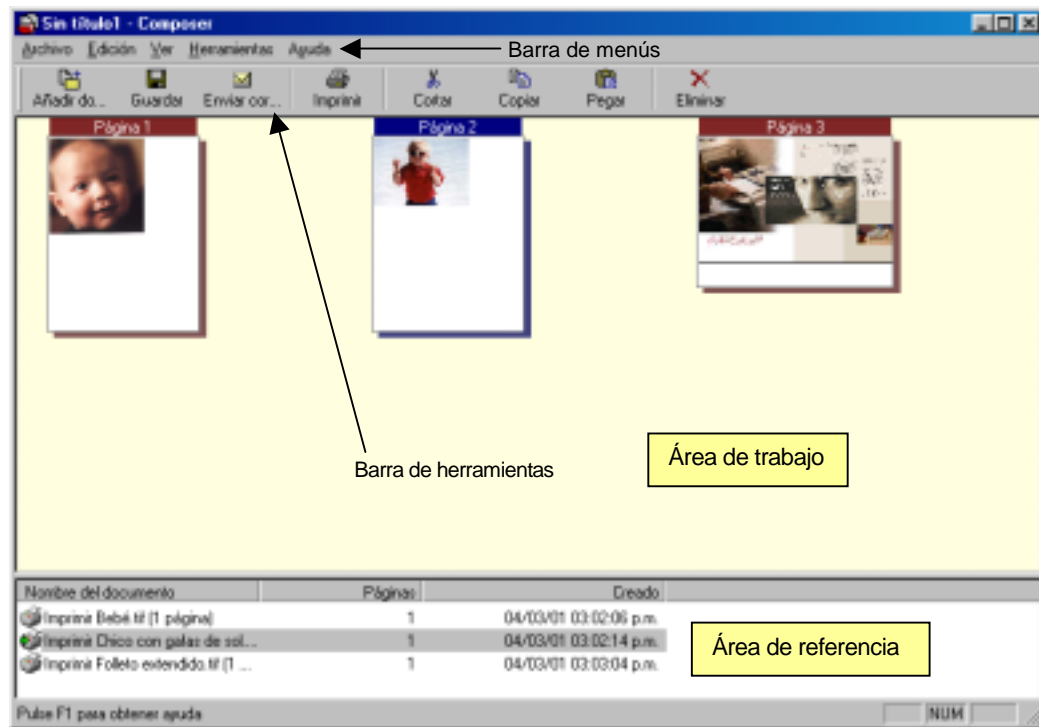 Sin título1 - Composer
Archivo Edición Ver Herramientas Ayuda
Barra de menús
Añadir do... Guardar Enviar cor... Imprimir Cortar Copiar Pegar Eliminar
Página 1 Página 2 Página 3
Barra de herramientas
Área de trabajo
Nombre del documento Páginas Creado
Imprimir Bebé.tif (1 página) 1 04/03/01 03:02:06 p.m.
Imprimir Chico con gafas de sol... 1 04/03/01 03:02:14 p.m.
Imprimir Folleto extendido.tif (1 ... 1 04/03/01 03:03:04 p.m.
Área de referencia
Pulse F1 para obtener ayuda NUM